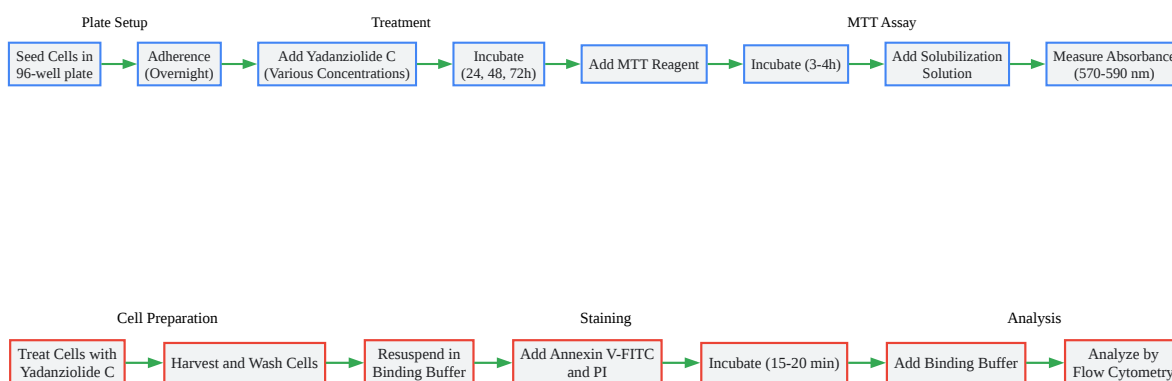 Plate Setup
Treatment
MTT Assay
Seed Cells in
96-well plate
Adherence
(Overnight)
Add Yadanziolide C
(Various Concentrations)
Incubate
(24, 48, 72h)
Add MTT Reagent
Incubate (3-4h)
Add Solubilization
Solution
Measure Absorbance
(570-590 nm)
Cell Preparation
Staining
Analysis
Treat Cells with
Yadanziolide C
Harvest and Wash Cells
Resuspend in
Binding Buffer
Add Annexin V-FITC
and PI
Incubate (15-20 min)
Add Binding Buffer
Analyze by
Flow Cytometry